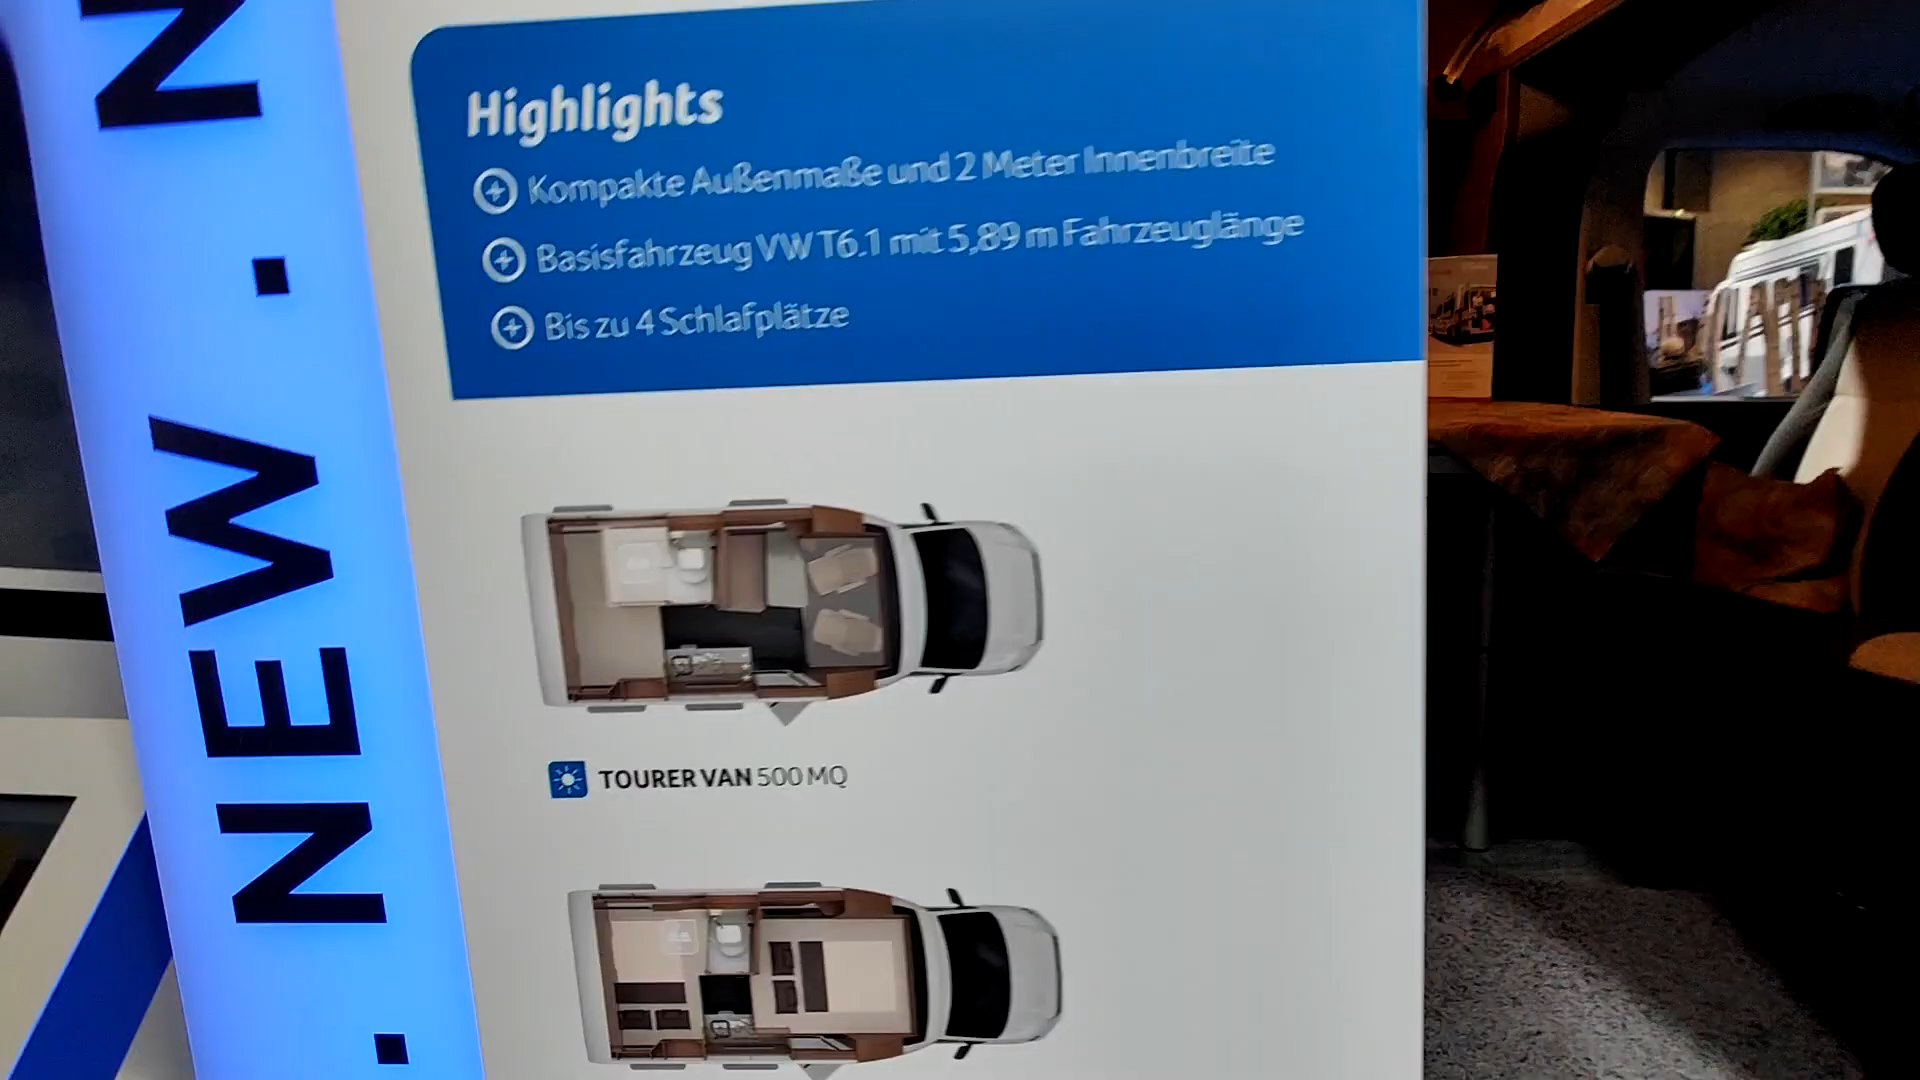 N
NEW .
Highlights
Kompakte Außenmaße und 2 Meter Innenbreite
Basisfahrzeug VW T6.1 mit 5,89 m Fahrzeuglänge
Bis zu 4 Schlafplätze
TOURER VAN 500 MQ